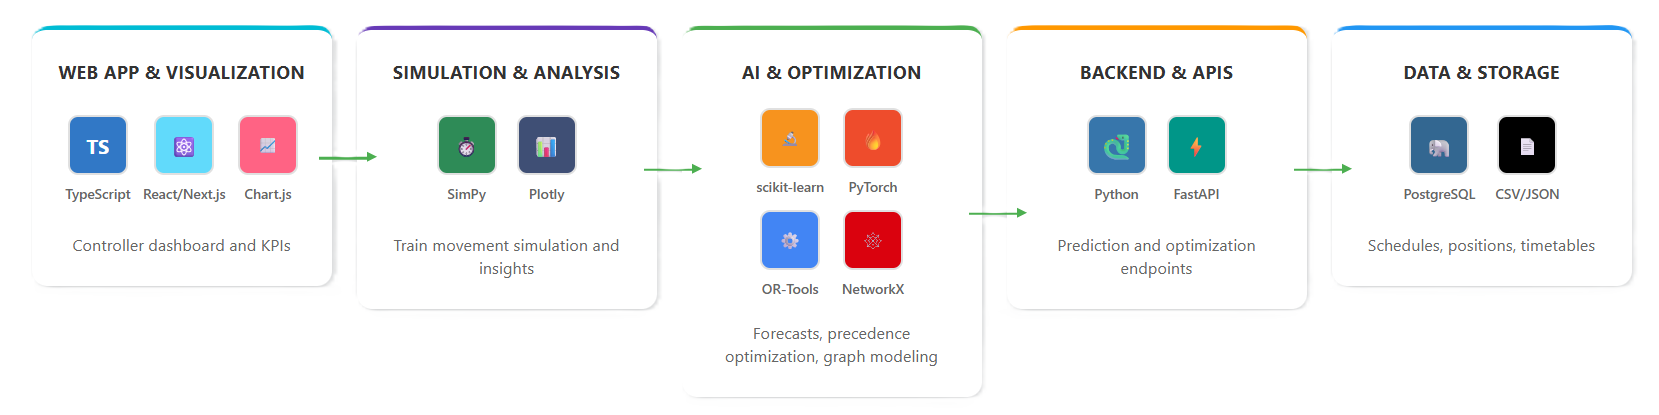 WEB APP & VISUALIZATION
TS
TypeScript
React/Next.js
Chart.js
Controller dashboard and KPIs
SIMULATION & ANALYSIS
SimPy
Plotly
Train movement simulation and
insights
AI & OPTIMIZATION
scikit-learn
PyTorch
OR-Tools
NetworkX
Forecasts, precedence
optimization, graph modeling
BACKEND & APIS
Python
FastAPI
Prediction and optimization
endpoints
DATA & STORAGE
PostgreSQL
CSV/JSON
Schedules, positions, timetables